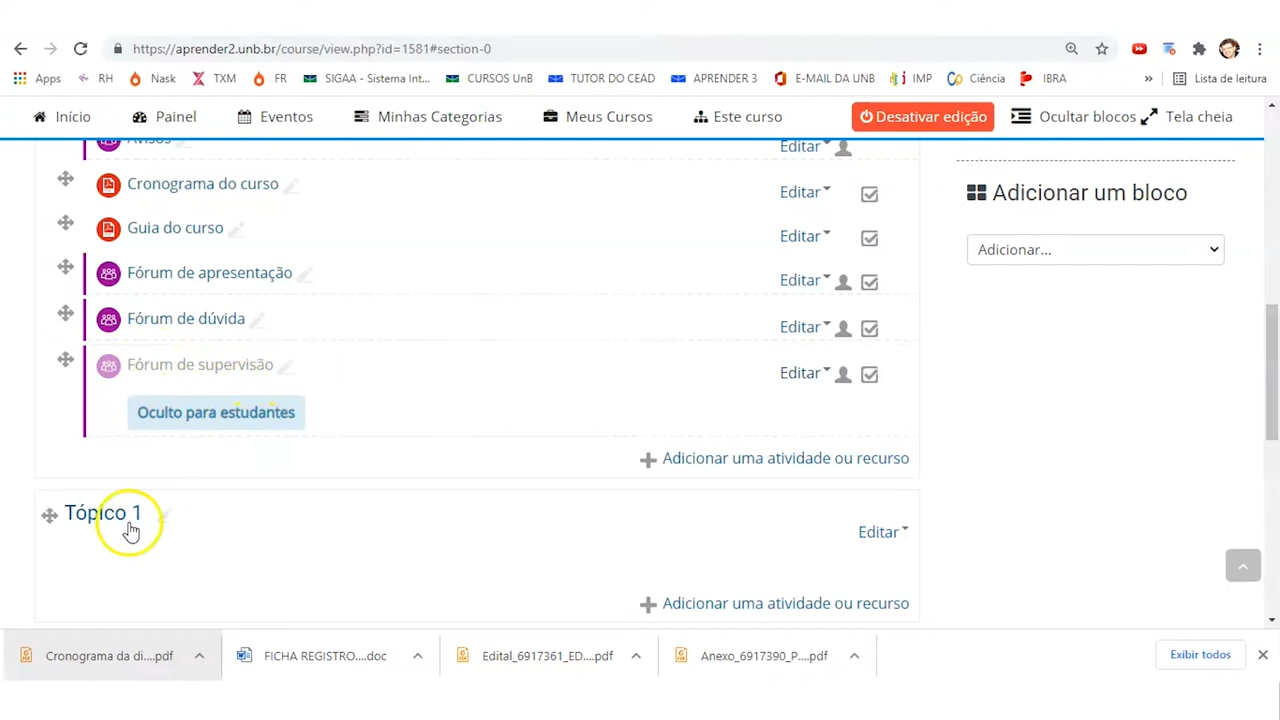 https://aprender2.unb.br/course/view.php?id=1581#section-0
Apps RH Nask TXM FR SIGAA - Sistema Int... CURSOS UnB TUTOR DO CEAD APRENDER 3 E-MAIL DA UNB IMP Ciência IBRA » Lista de leitura
Início Painel Eventos Minhas Categorias Meus Cursos Este curso Desativar edição Ocultar blocos Tela cheia
Avisos Editar
Cronograma do curso Editar
Guia do curso Editar
Fórum de apresentação Editar
Fórum de dúvida Editar
Fórum de supervisão Editar
Oculto para estudantes
Adicionar uma atividade ou recurso
Tópico 1
Editar
Adicionar uma atividade ou recurso
Adicionar um bloco
Adicionar...
Cronograma da di....pdf FICHA REGISTRO....doc Edital_6917361_ED....pdf Anexo_6917390_P....pdf Exibir todos